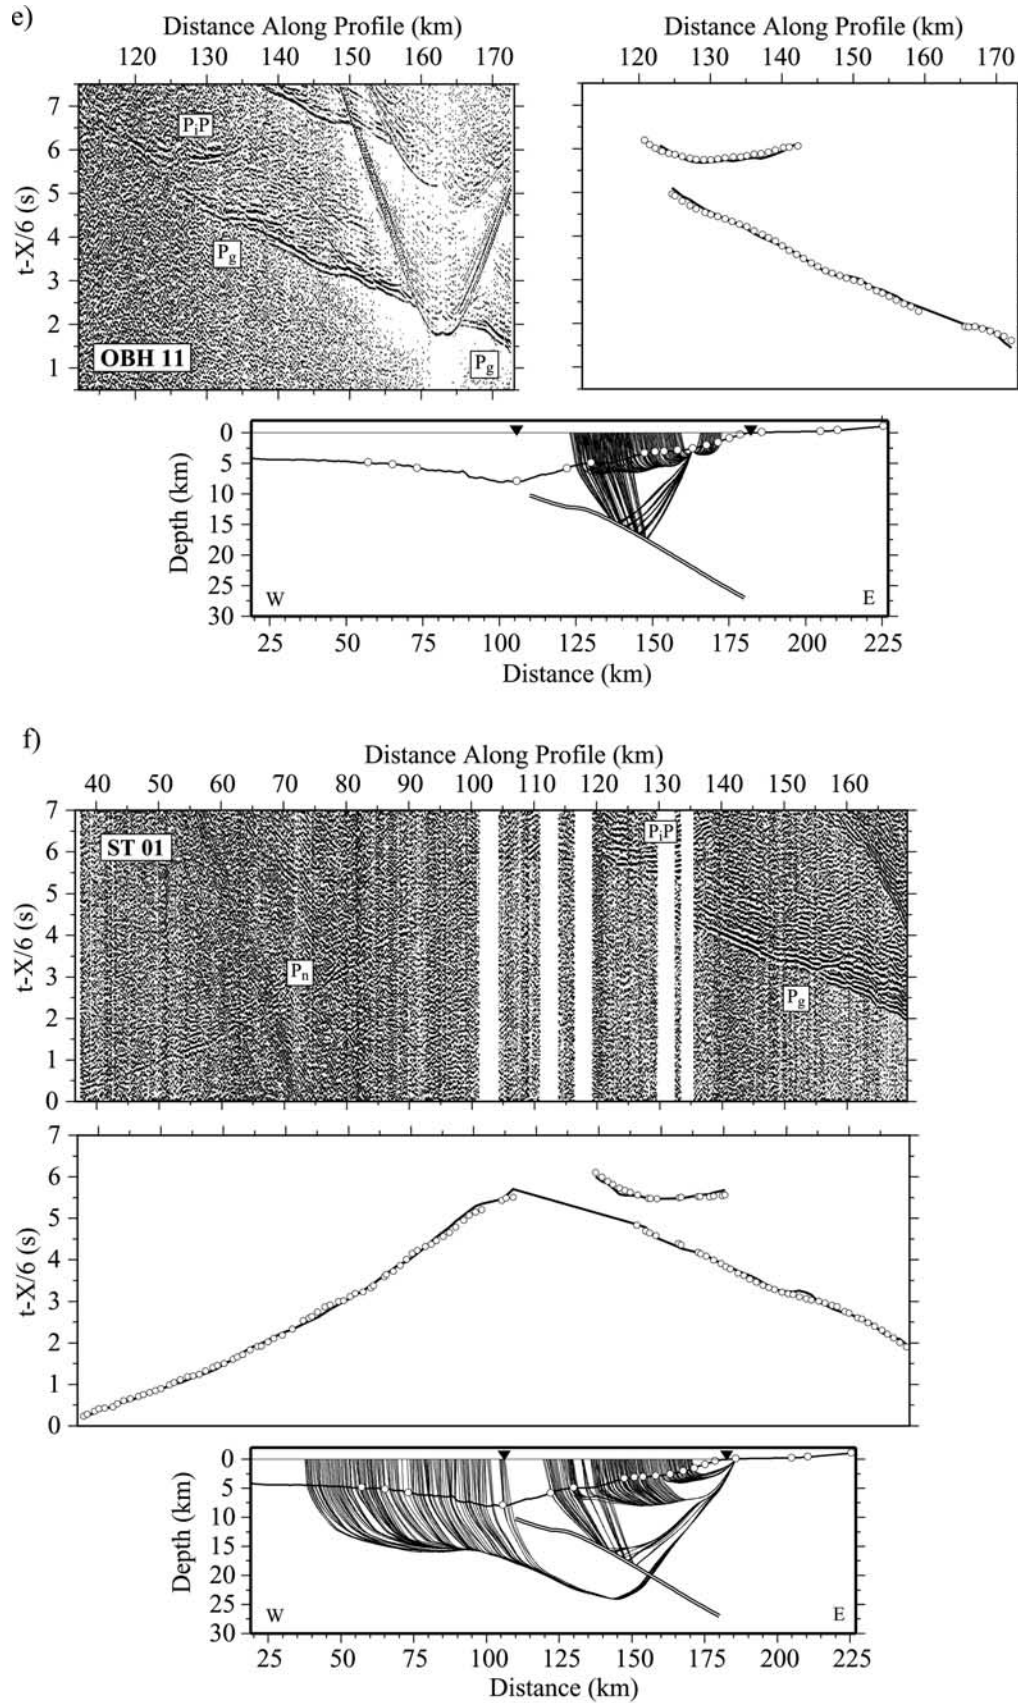 e)
Distance Along Profile (km)
120 130 140 150 160 170
Distance Along Profile (km)
120 130 140 150 160 170
t-X/6 (s)
7
6
5
4
3
2
1
PiP
Pg
OBH 11
Pg
Depth (km)
0
5
10
15
20
25
30
W
E
25 50 75 100 125 150 175 200 225
Distance (km)
f)
Distance Along Profile (km)
40 50 60 70 80 90 100 110 120 130 140 150 160
t-X/6 (s)
7
6
5
4
3
2
1
0
ST 01
PiP
Pn
Pg
t-X/6 (s)
7
6
5
4
3
2
1
0
Depth (km)
0
5
10
15
20
25
30
W
E
25 50 75 100 125 150 175 200 225
Distance (km)